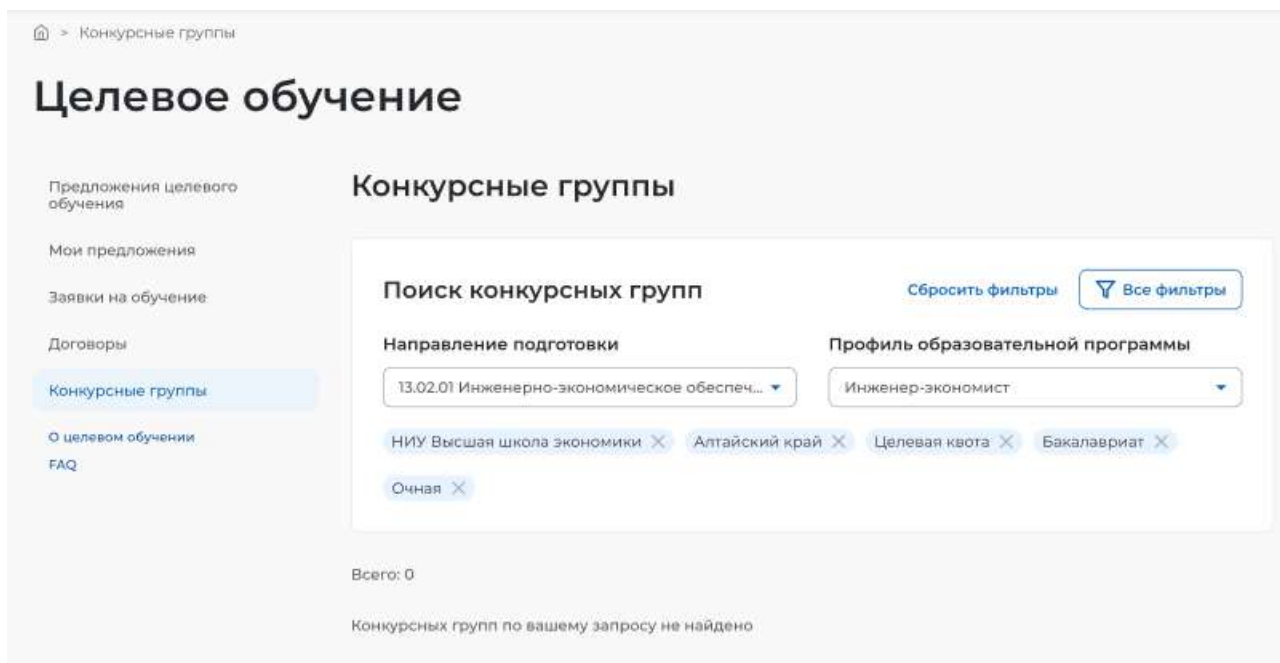 > Конкурсные группы
Целевое обучение
Предложения целевого
обучения
Мои предложения
Заявки на обучение
Договоры
Конкурсные группы
О целевом обучении
FAQ
Конкурсные группы
Поиск конкурсных групп
Сбросить фильтры
Все фильтры
Направление подготовки
Профиль образовательной программы
13.02.01 Инженерно-экономическое обеспеч...
Инженер-экономист
НИУ Высшая школа экономики ✕ Алтайский край ✕ Целевая квота ✕ Бакалавриат ✕
Очная ✕
Всего: 0
Конкурсных групп по вашему запросу не найдено